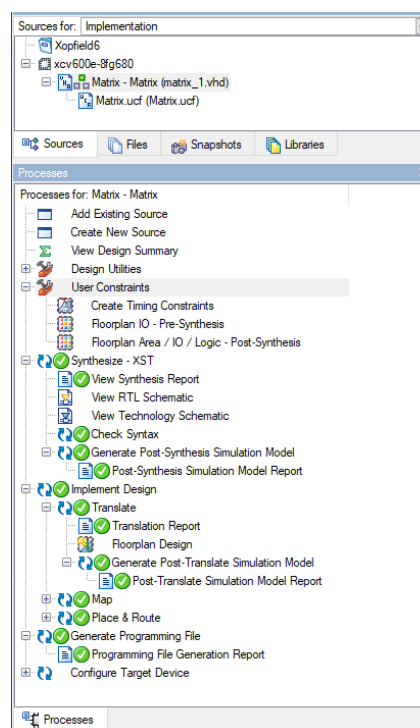 Sources for: Implementation
Xopfield6
xcv600e-8fg680
Matrix - Matrix (matrix_1.vhd)
Matrix.ucf (Matrix.ucf)
Sources Files Snapshots Libraries
Processes
Processes for: Matrix - Matrix
Add Existing Source
Create New Source
View Design Summary
Design Utilities
User Constraints
Create Timing Constraints
Floorplan IO - Pre-Synthesis
Floorplan Area / IO / Logic - Post-Synthesis
Synthesize - XST
View Synthesis Report
View RTL Schematic
View Technology Schematic
Check Syntax
Generate Post-Synthesis Simulation Model
Post-Synthesis Simulation Model Report
Implement Design
Translate
Translation Report
Floorplan Design
Generate Post-Translate Simulation Model
Post-Translate Simulation Model Report
Map
Place & Route
Generate Programming File
Programming File Generation Report
Configure Target Device
Processes